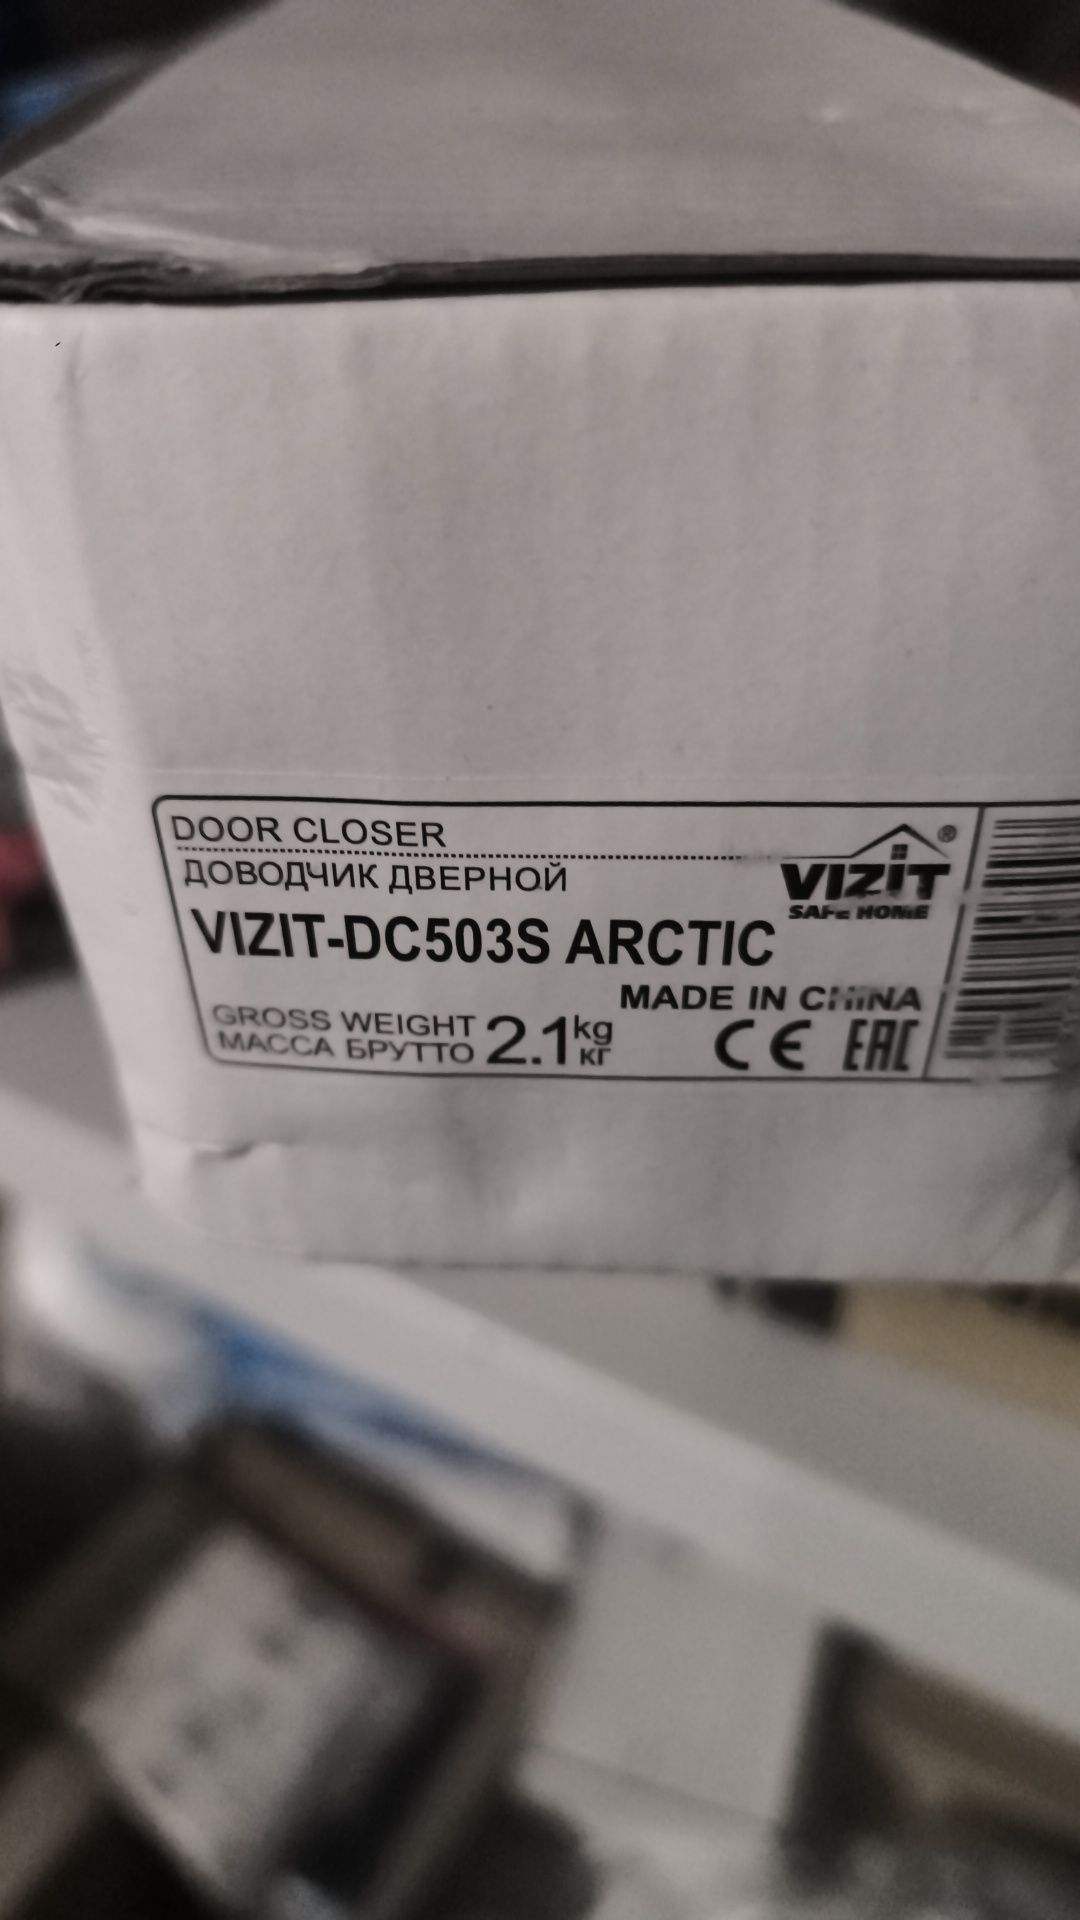 DOOR CLOSER
ДОВОДЧИК ДВЕРНОЙ
VIZIT®
SAFE HOME
VIZIT-DC503S ARCTIC
MADE IN CHINA
GROSS WEIGHT 2.1 kg
МАССА БРУТТО кг
CE EAC